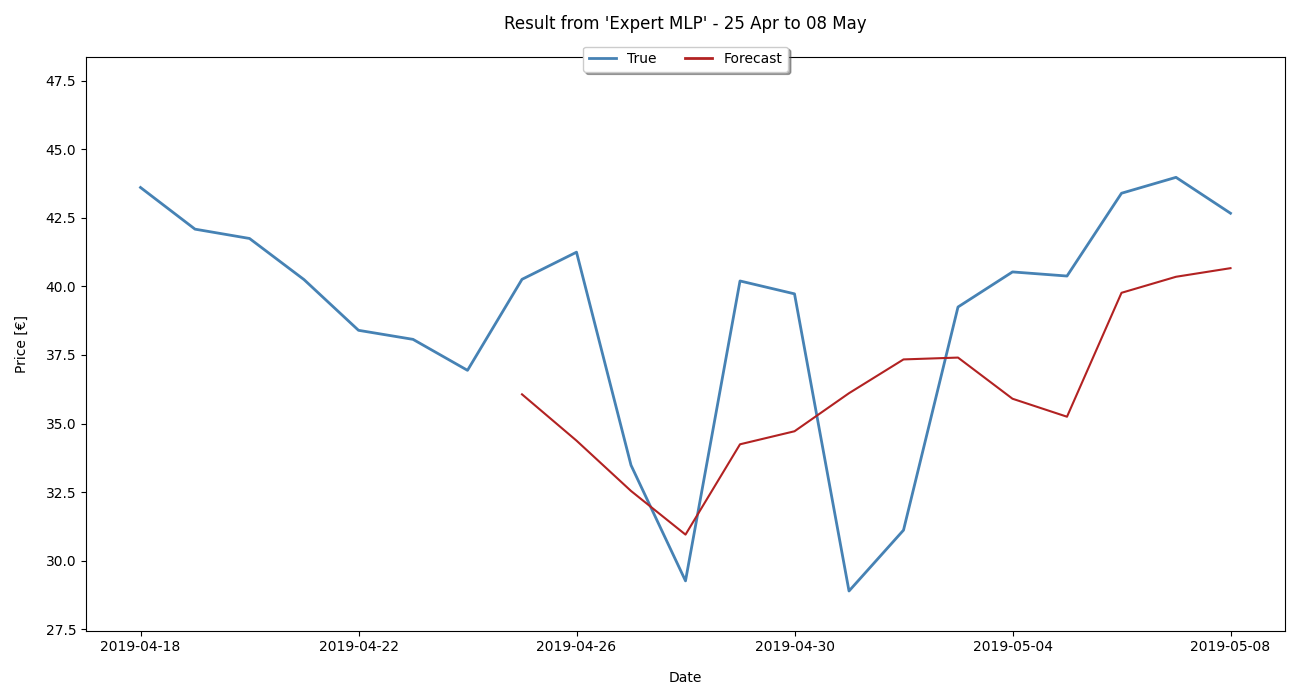 Result from 'Expert MLP' - 25 Apr to 08 May
True Forecast
47.5
45.0
42.5
40.0
37.5
35.0
32.5
30.0
27.5
Price [€]
2019-04-18 2019-04-22 2019-04-26 2019-04-30 2019-05-04 2019-05-08
Date